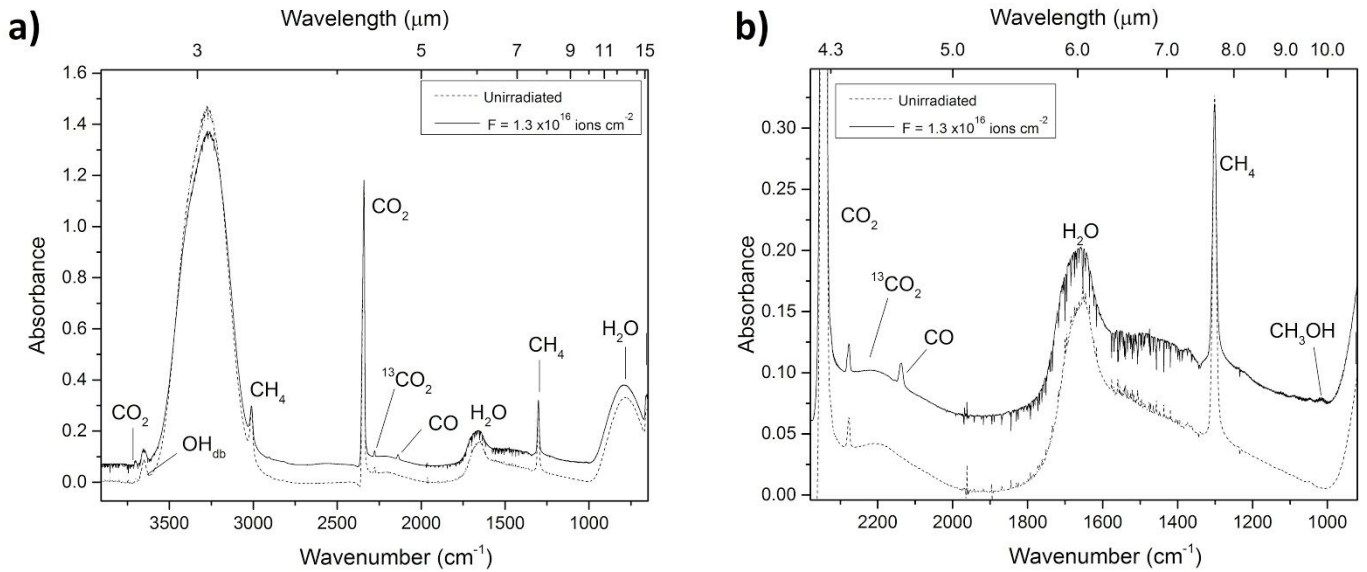 a)
Wavelength (μm)
3 5 7 9 11 15
1.6
1.4
1.2
1.0
0.8
0.6
0.4
0.2
0.0
Absorbance
Unirradiated
F = 1.3 x10¹⁶ ions cm⁻²
CO₂
H₂O
CH₄
CH₄
¹³CO₂
CO₂
CO
H₂O
OH_db
3500 3000 2500 2000 1500 1000
Wavenumber (cm⁻¹)
b)
Wavelength (μm)
4.3 5.0 6.0 7.0 8.0 9.0 10.0
0.30
0.25
0.20
0.15
0.10
0.05
0.00
Absorbance
Unirradiated
F = 1.3 x10¹⁶ ions cm⁻²
CH₄
CO₂
H₂O
¹³CO₂
CO
CH₃OH
2200 2000 1800 1600 1400 1200 1000
Wavenumber (cm⁻¹)